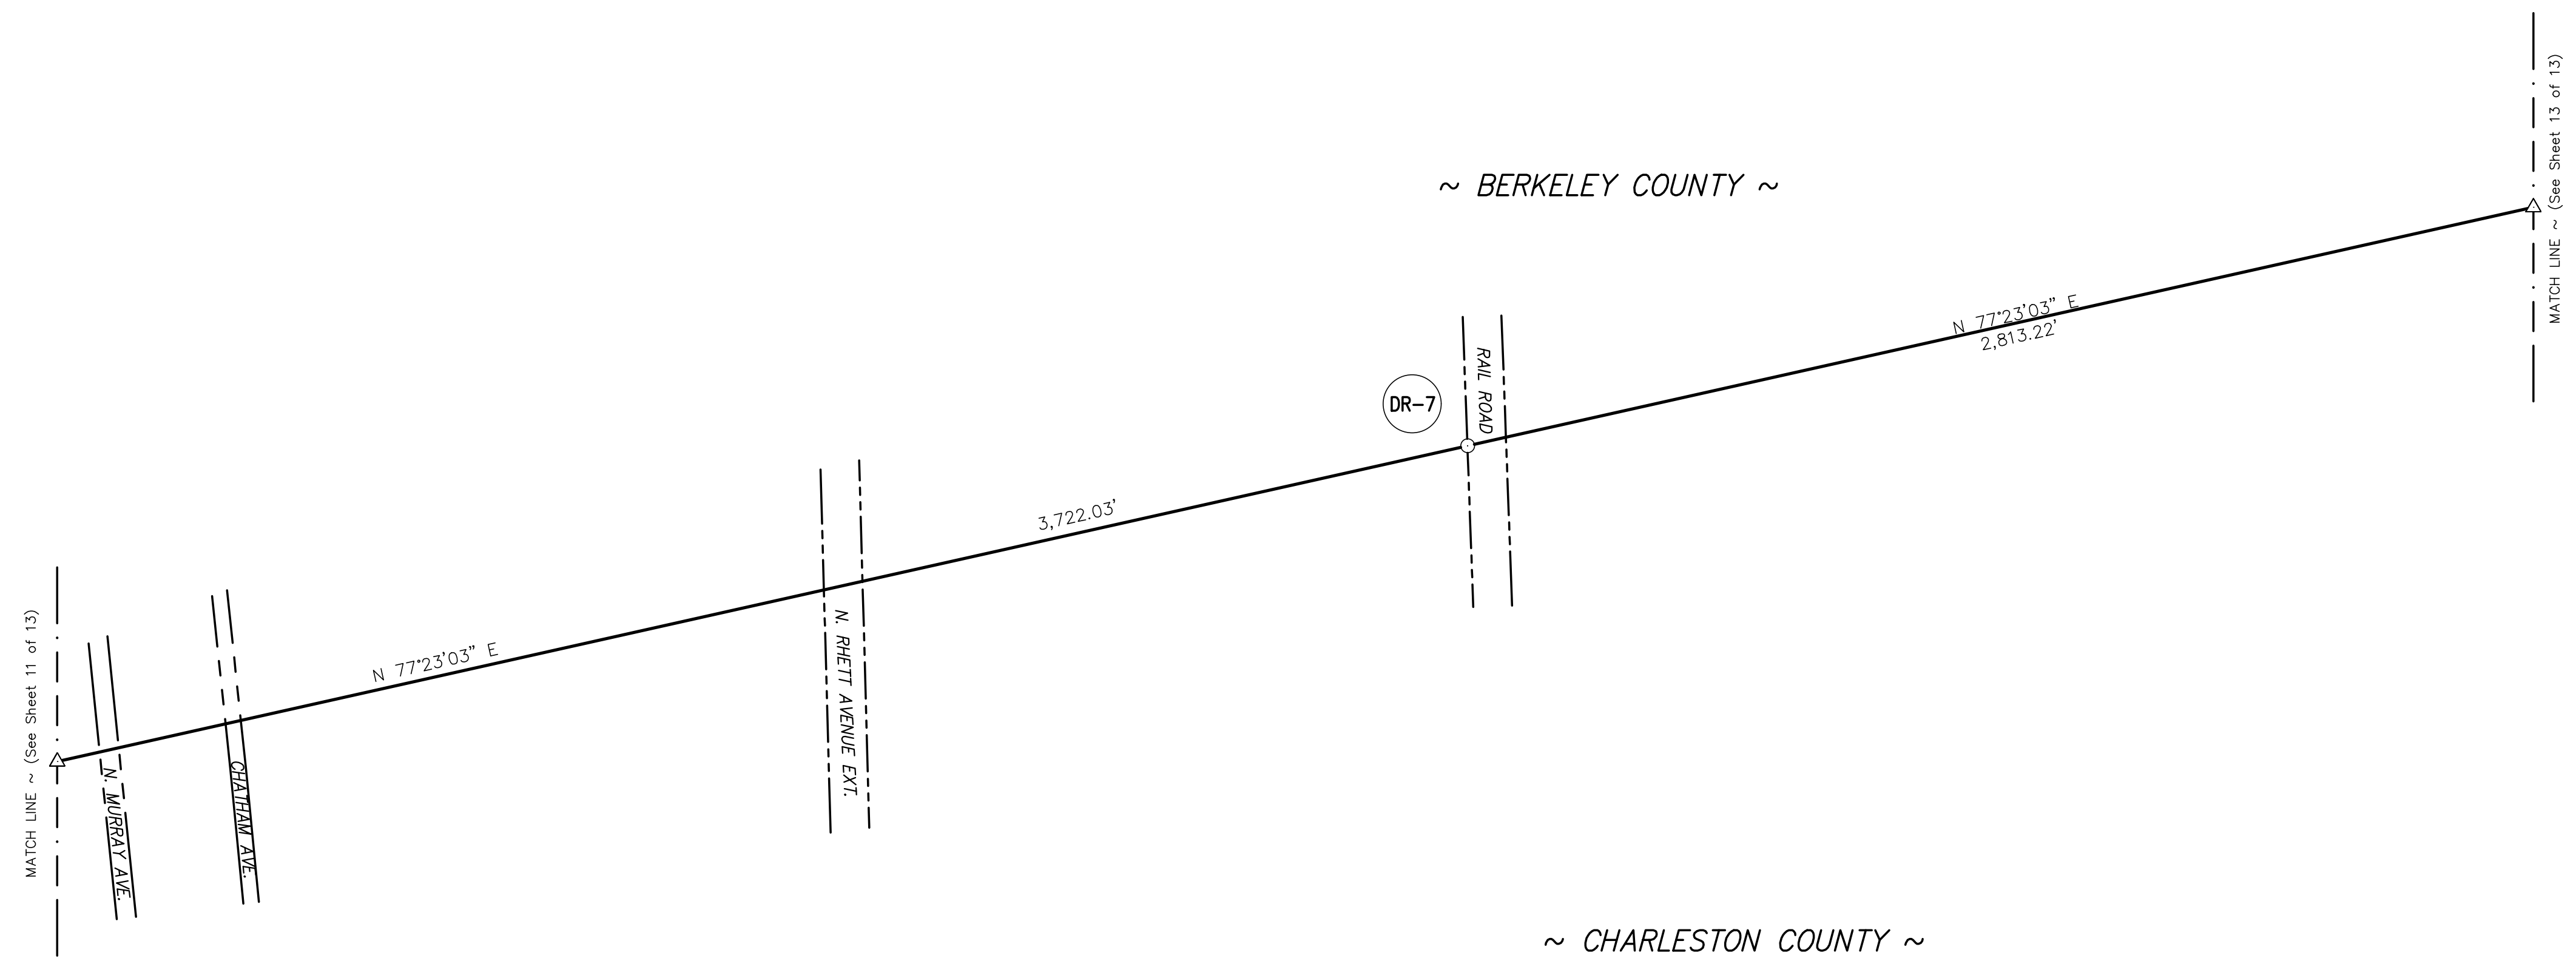 MATCH LINE ~ (See Sheet 13 of 13)
~ BERKELEY COUNTY ~
N 77°23'03" E
2,813.22'
RAIL ROAD
DR-7
3,722.03'
N. RHETT AVENUE EXT.
N 77°23'03" E
MATCH LINE ~ (See Sheet 11 of 13)
N. MURRAY AVE.
CHATHAM AVE.
~ CHARLESTON COUNTY ~